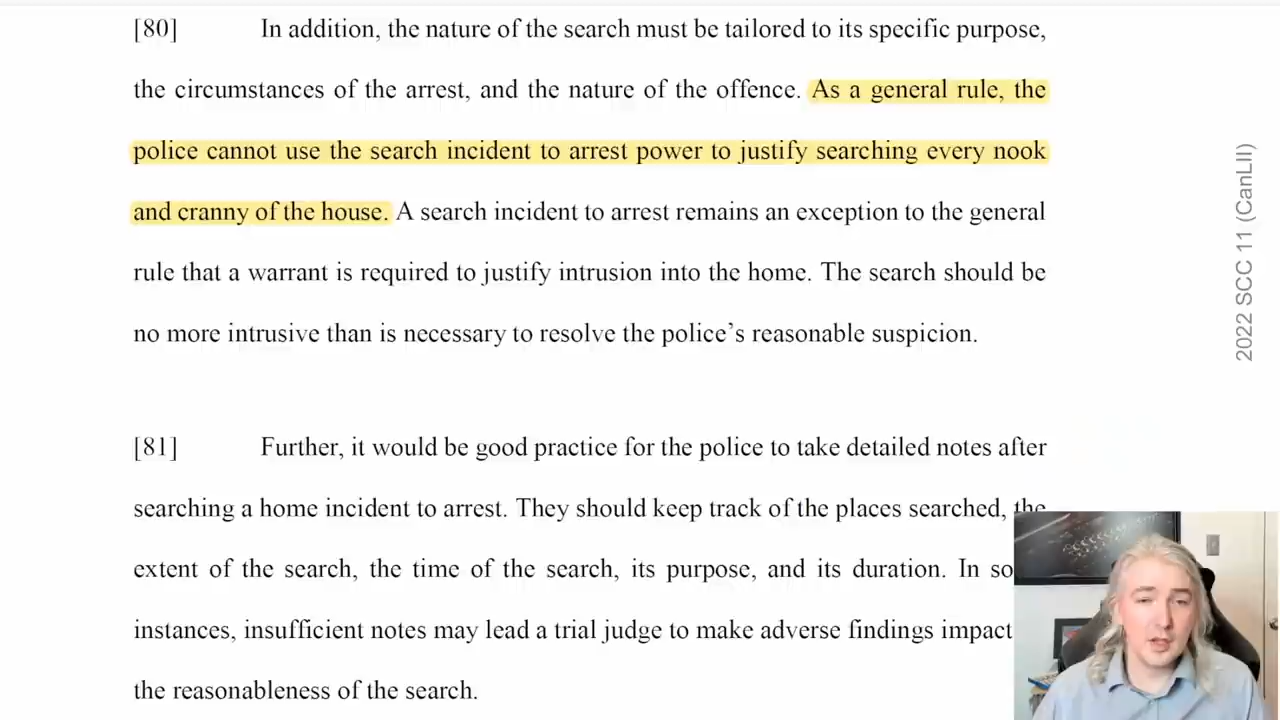 [80] In addition, the nature of the search must be tailored to its specific purpose,
the circumstances of the arrest, and the nature of the offence. As a general rule, the
police cannot use the search incident to arrest power to justify searching every nook
and cranny of the house. A search incident to arrest remains an exception to the general
rule that a warrant is required to justify intrusion into the home. The search should be
no more intrusive than is necessary to resolve the police's reasonable suspicion.
[81] Further, it would be good practice for the police to take detailed notes after
searching a home incident to arrest. They should keep track of the places searched, the
extent of the search, the time of the search, its purpose, and its duration. In
instances, insufficient notes may lead a trial judge to make adverse findings
the reasonableness of the search.
2022 SCC 11 (CanLII)